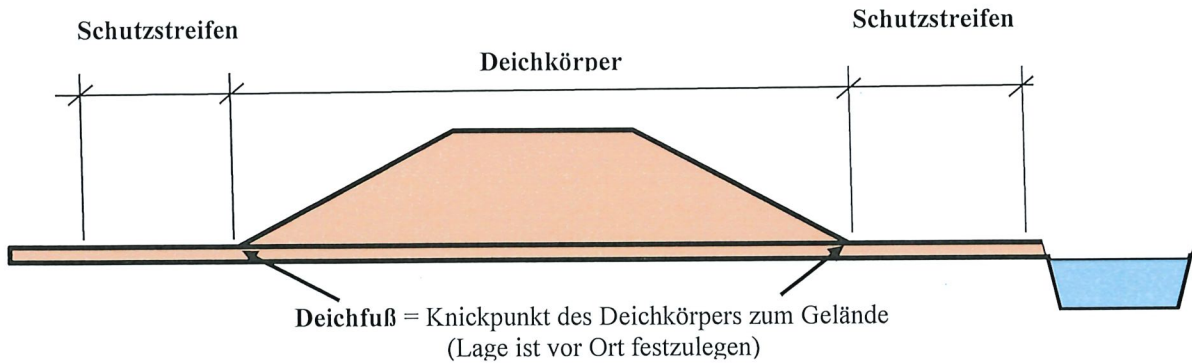 Schutzstreifen
Schutzstreifen
Deichkörper
Deichfuß = Knickpunkt des Deichkörpers zum Gelände
(Lage ist vor Ort festzulegen)